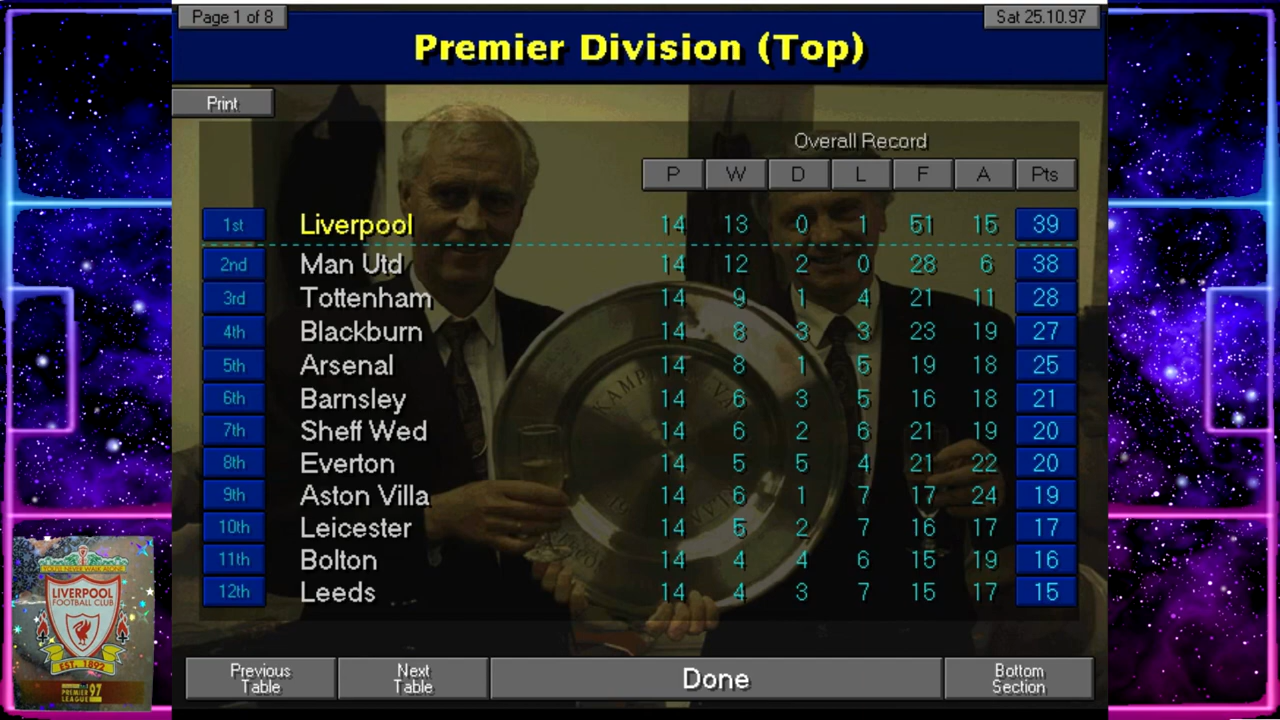 Page 1 of 8
Sat 25.10.97
Premier Division (Top)
Print
Overall Record
P W D L F A Pts
1st Liverpool 14 13 0 1 51 15 39
2nd Man Utd 14 12 2 0 28 6 38
3rd Tottenham 14 9 1 4 21 11 28
4th Blackburn 14 8 3 3 23 19 27
5th Arsenal 14 8 1 5 19 18 25
6th Barnsley 14 6 3 5 16 18 21
7th Sheff Wed 14 6 2 6 21 19 20
8th Everton 14 5 5 4 21 22 20
9th Aston Villa 14 6 1 7 17 24 19
10th Leicester 14 5 2 7 16 17 17
11th Bolton 14 4 4 6 15 19 16
12th Leeds 14 4 3 7 15 17 15
Previous Table
Next Table
Done
Bottom Section
YOU'LL NEVER WALK ALONE
LIVERPOOL
FOOTBALL CLUB
EST. 1892
PREMIER
LEAGUE 97